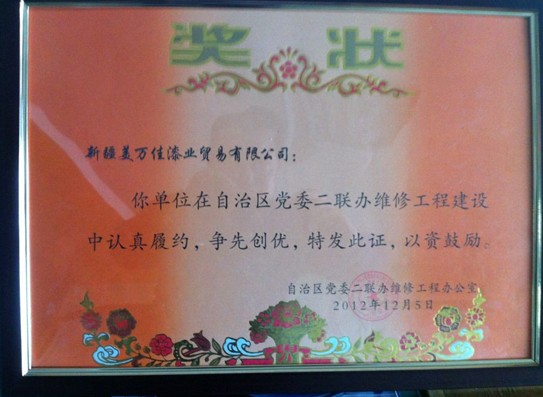 奖状
新疆美万佳漆业贸易有限公司：
你单位在自治区党委二联办维修工程建设
中认真履约，争先创优，特发此证，以资鼓励。
自治区党委二联办维修工程办公室
2012年12月5日